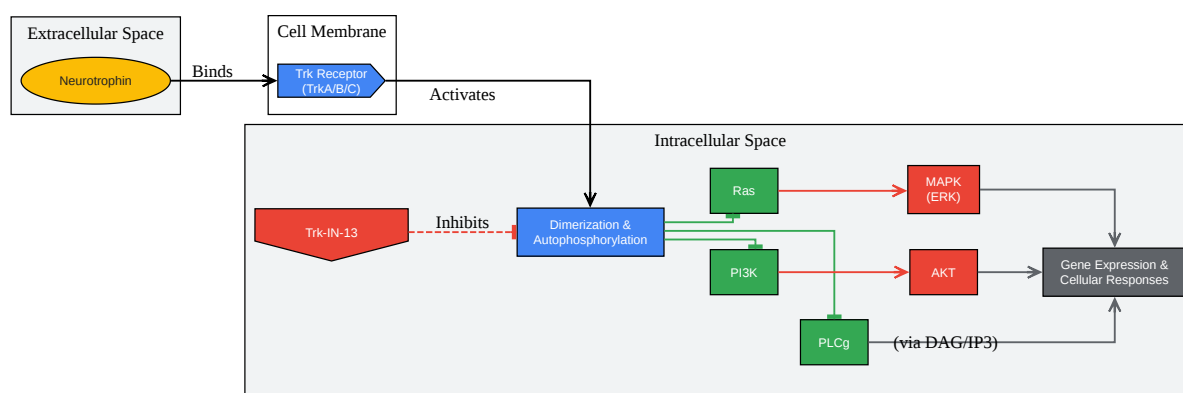 Extracellular Space
Neurotrophin
Binds
Cell Membrane
Trk Receptor
(TrkA/B/C)
Activates
Intracellular Space
Trk-IN-13
Inhibits
Dimerization &
Autophosphorylation
Ras
MAPK
(ERK)
PI3K
AKT
Gene Expression &
Cellular Responses
PLCg
(via DAG/IP3)